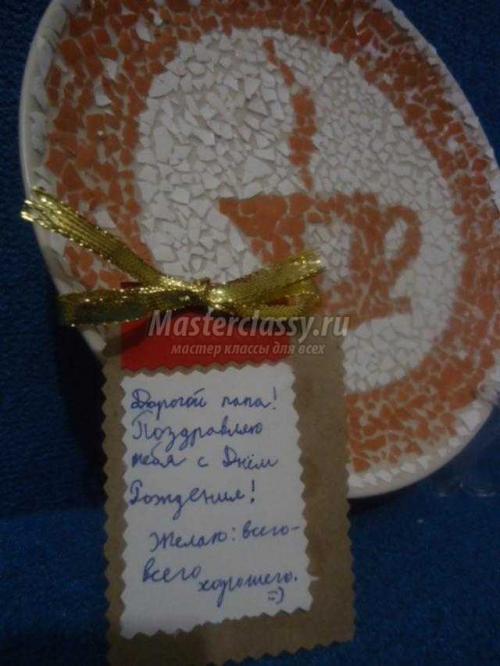 Masterclassy.ru
мастер классы для всех
Дорогой папа!
Поздравляю
тебя с Днём
Рождения!
Желаю: всего-
всего
хорошего.
=)